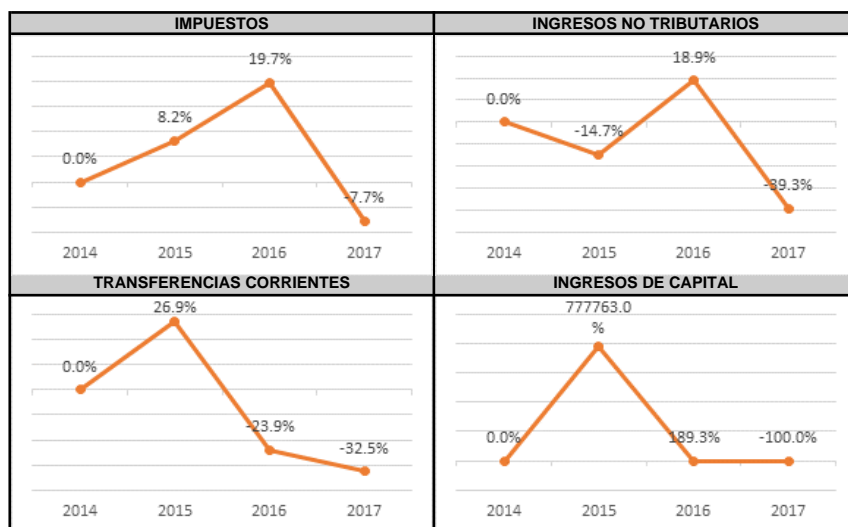 IMPUESTOS
19.7%
8.2%
0.0%
-7.7%
2014 2015 2016 2017
INGRESOS NO TRIBUTARIOS
18.9%
0.0%
-14.7%
-39.3%
2014 2015 2016 2017
TRANSFERENCIAS CORRIENTES
26.9%
0.0%
-23.9%
-32.5%
2014 2015 2016 2017
INGRESOS DE CAPITAL
777763.0
%
0.0% 189.3% -100.0%
2014 2015 2016 2017